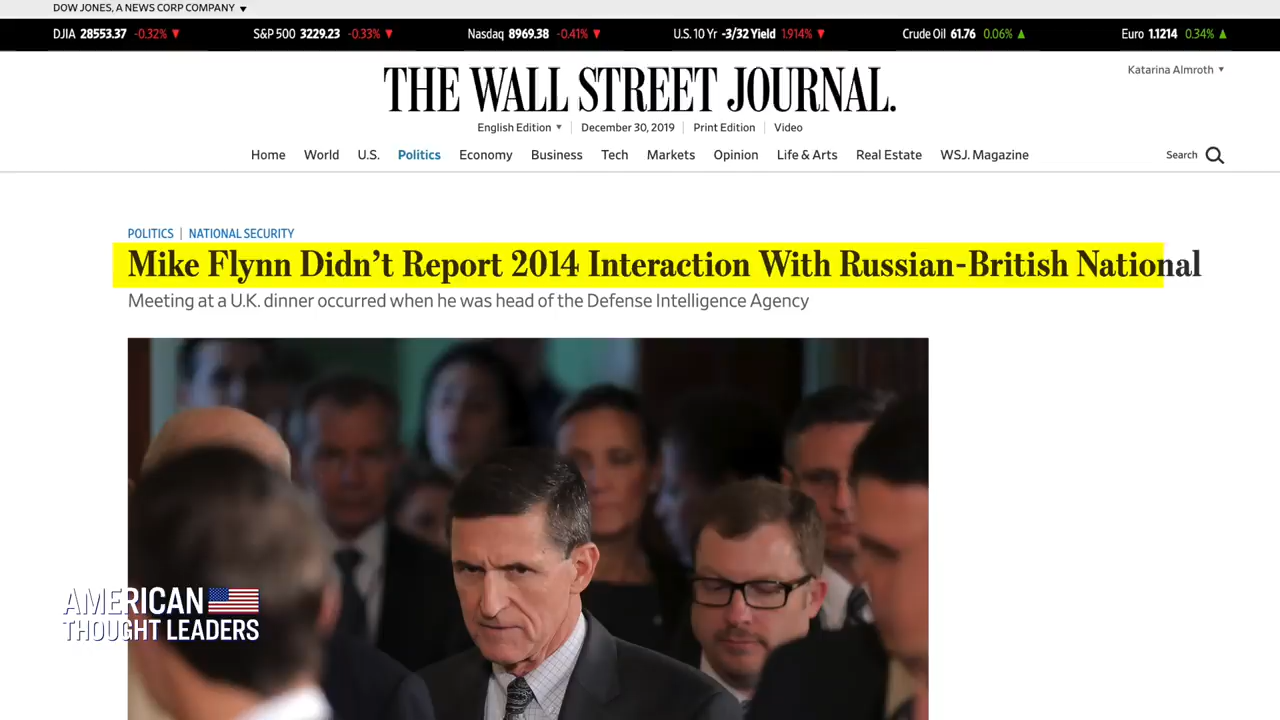 DOW JONES, A NEWS CORP COMPANY
DJIA 28553.37 -0.32% S&P 500 3229.23 -0.33% Nasdaq 8969.38 -0.41% U.S. 10 Yr -3/32 Yield 1.914% Crude Oil 61.76 0.06% Euro 1.1214 0.34%
Katarina Almroth
THE WALL STREET JOURNAL.
English Edition December 30, 2019 Print Edition Video
Home World U.S. Politics Economy Business Tech Markets Opinion Life & Arts Real Estate WSJ. Magazine Search
POLITICS | NATIONAL SECURITY
Mike Flynn Didn't Report 2014 Interaction With Russian-British National
Meeting at a U.K. dinner occurred when he was head of the Defense Intelligence Agency
AMERICAN
THOUGHT LEADERS